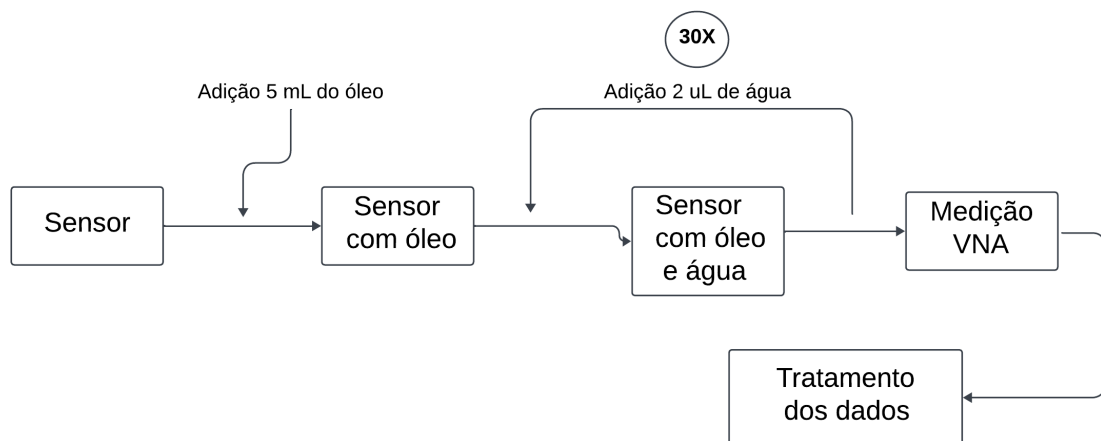 30X
Adição 5 mL do óleo
Adição 2 uL de água
Sensor
Sensor
com óleo
Sensor
com óleo
e água
Medição
VNA
Tratamento
dos dados